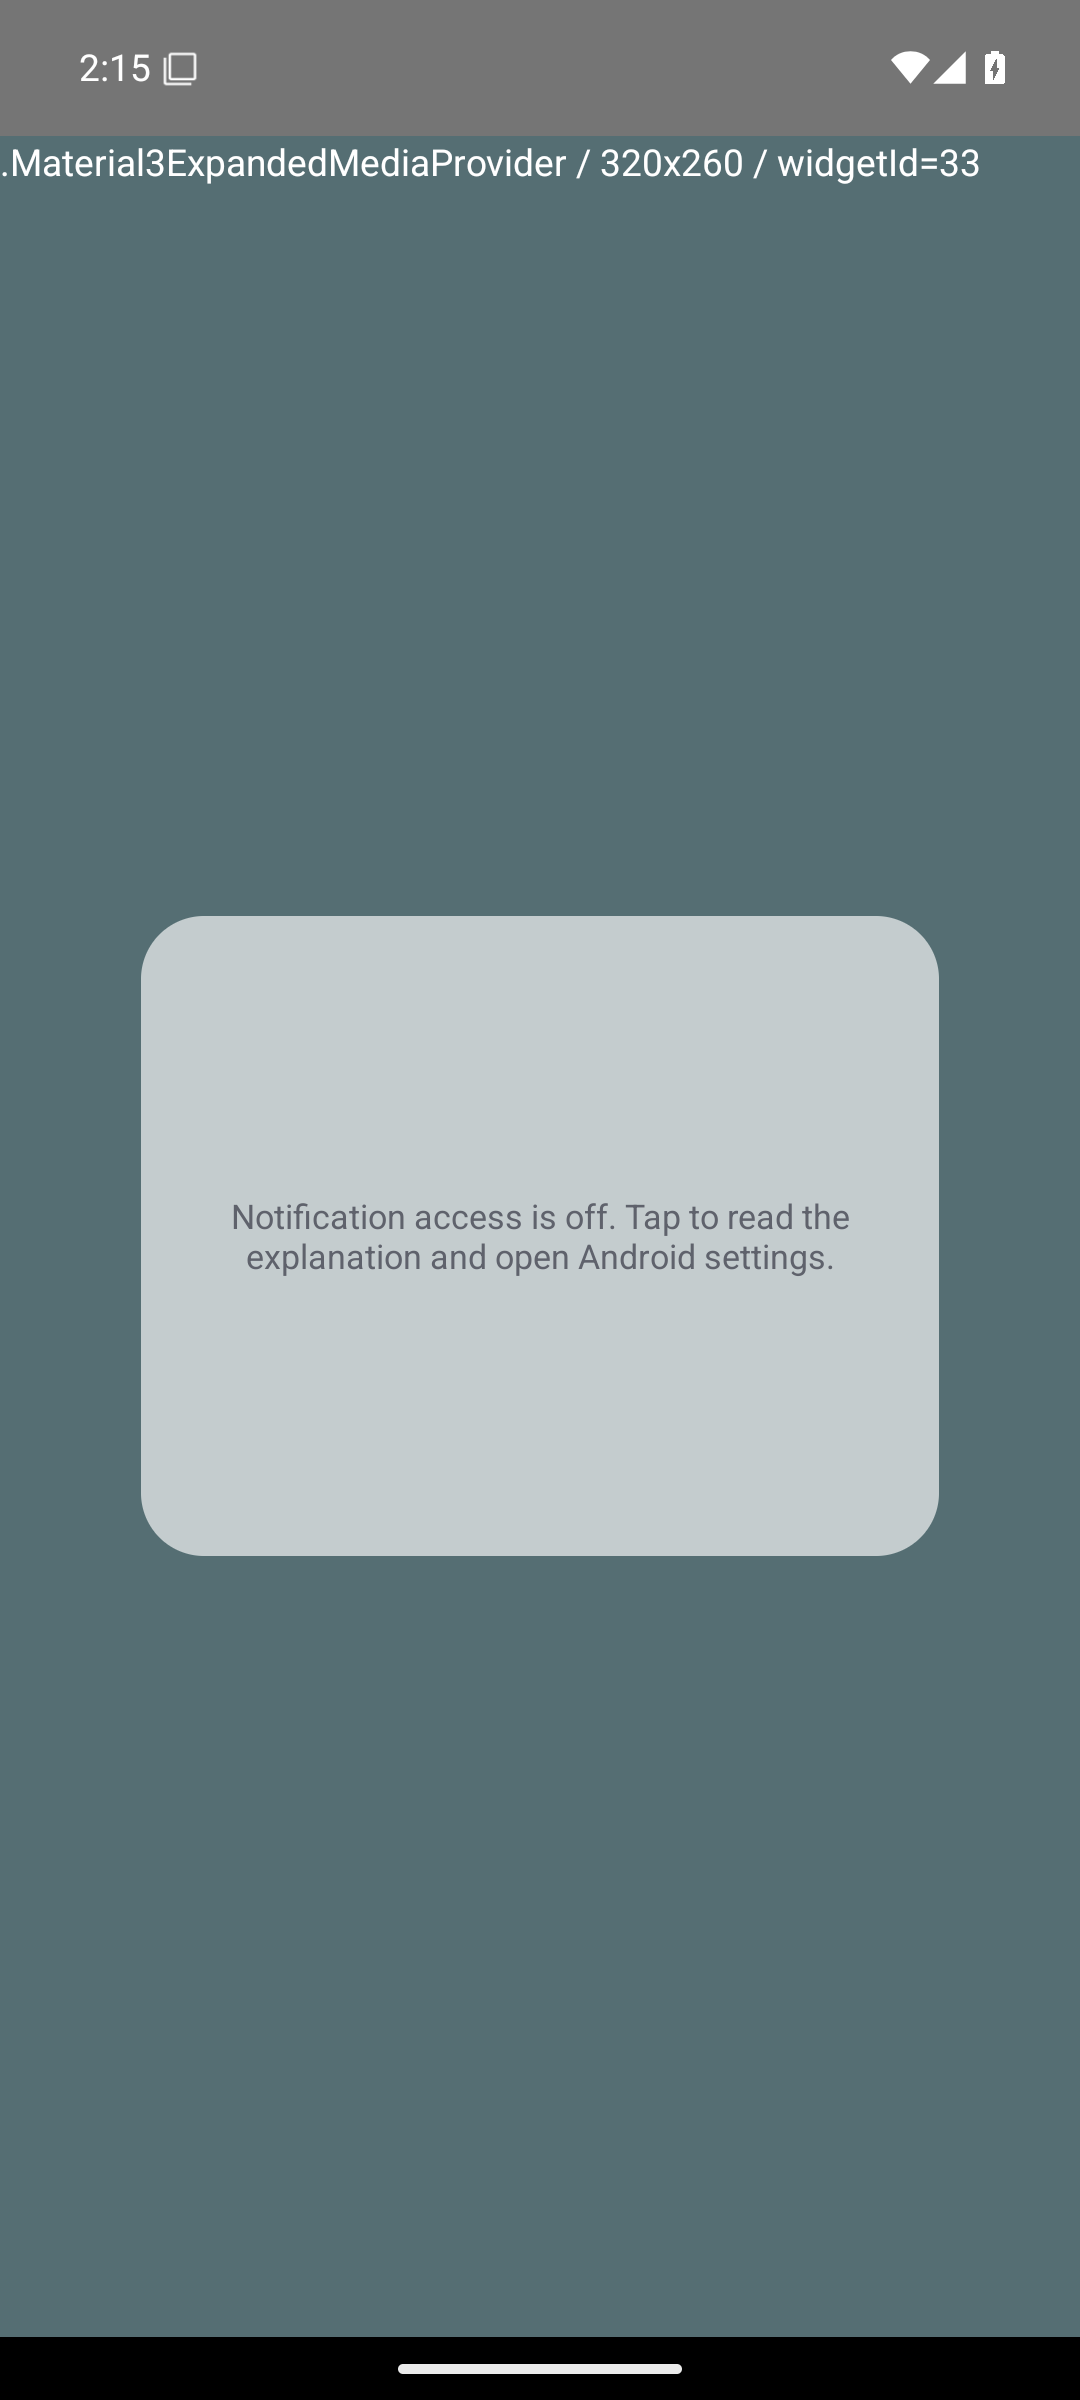 2:15
.Material3ExpandedMediaProvider / 320x260 / widgetId=33
Notification access is off. Tap to read the
explanation and open Android settings.